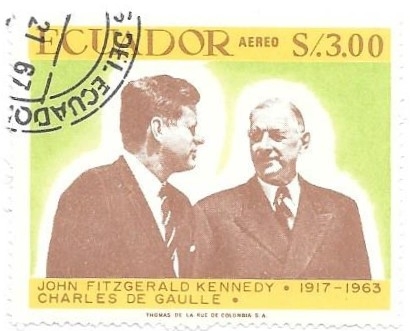 ECUADOR AEREO S/.3.00
DEL ECUADOR
21 67
JOHN FITZGERALD KENNEDY • 1917-1963
CHARLES DE GAULLE •
THOMAS DE LA RUE DE COLOMBIA S.A.